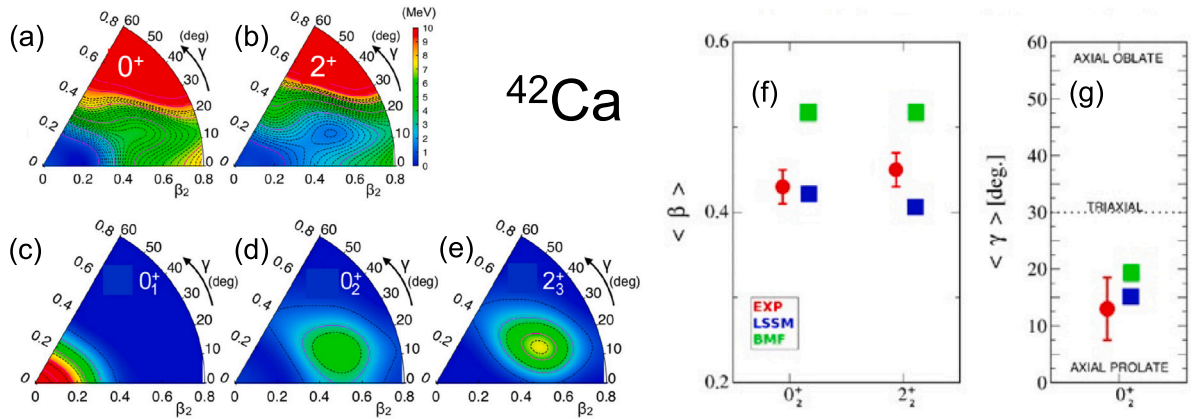 (a)
0⁺
0.8 60
50
(deg)
γ
40
30
20
10
0
0.6
0.4
0.2
0
0.2 0.4 0.6 0.8
β₂
(b)
2⁺
0.8 60
50
(deg)
γ
40
30
20
10
0
0.6
0.4
0.2
0
0.2 0.4 0.6 0.8
β₂
(MeV)
10
9
8
7
6
5
4
3
2
1
0
⁴²Ca
(c)
0⁺₁
0.8 60
50
γ
40
(deg)
30
20
10
0
0.6
0.4
0.2
0
0.2 0.4 0.6 0.8
β₂
(d)
0⁺₂
0.8 60
50
γ
40
(deg)
30
20
10
0
0.6
0.4
0.2
0
0.2 0.4 0.6 0.8
β₂
(e)
2⁺₃
0.8 60
50
γ
40
(deg)
30
20
10
0
0.6
0.4
0.2
0
0.2 0.4 0.6 0.8
β₂
(f)
0.6
0.4
0.2
< β >
EXP
LSSM
BMF
0⁺₂ 2⁺₂
(g)
60
50
40
30
20
10
0
< γ > [deg.]
AXIAL OBLATE
TRIAXIAL
AXIAL PROLATE
0⁺₂